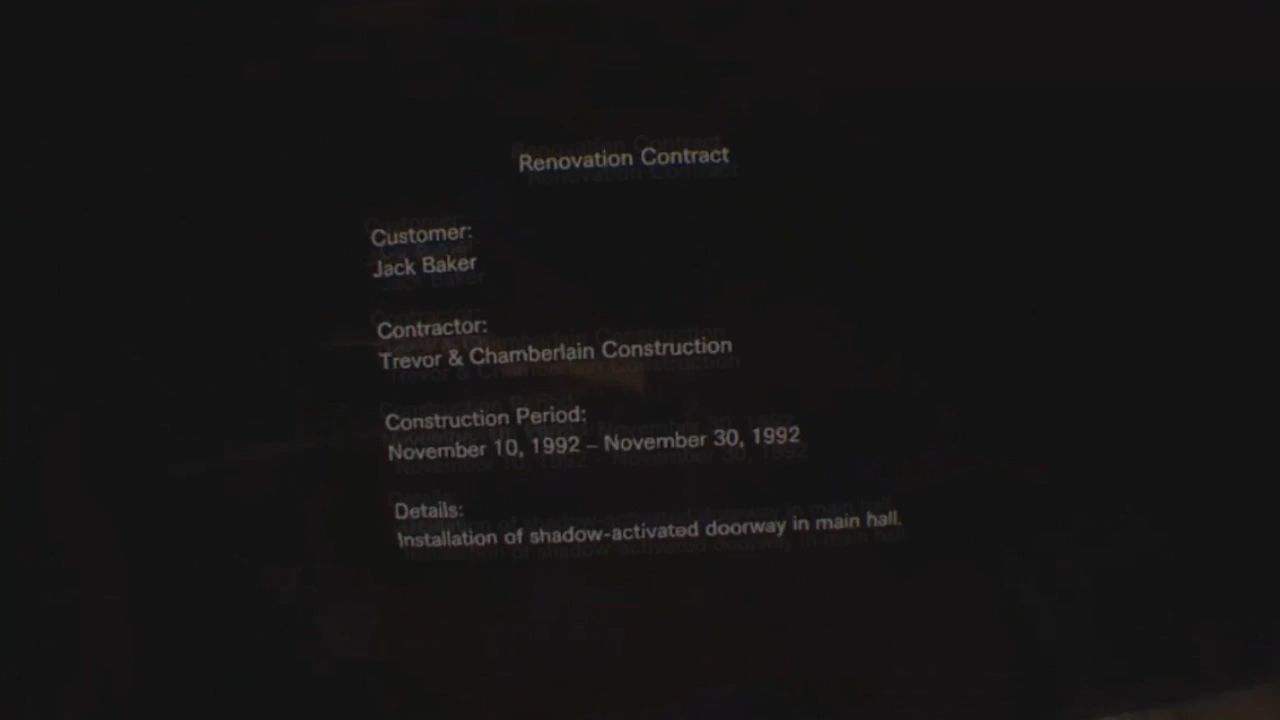 Renovation Contract
Customer:
Jack Baker
Contractor:
Trevor & Chamberlain Construction
Construction Period:
November 10, 1992 – November 30, 1992
Details:
Installation of shadow-activated doorway in main hall.